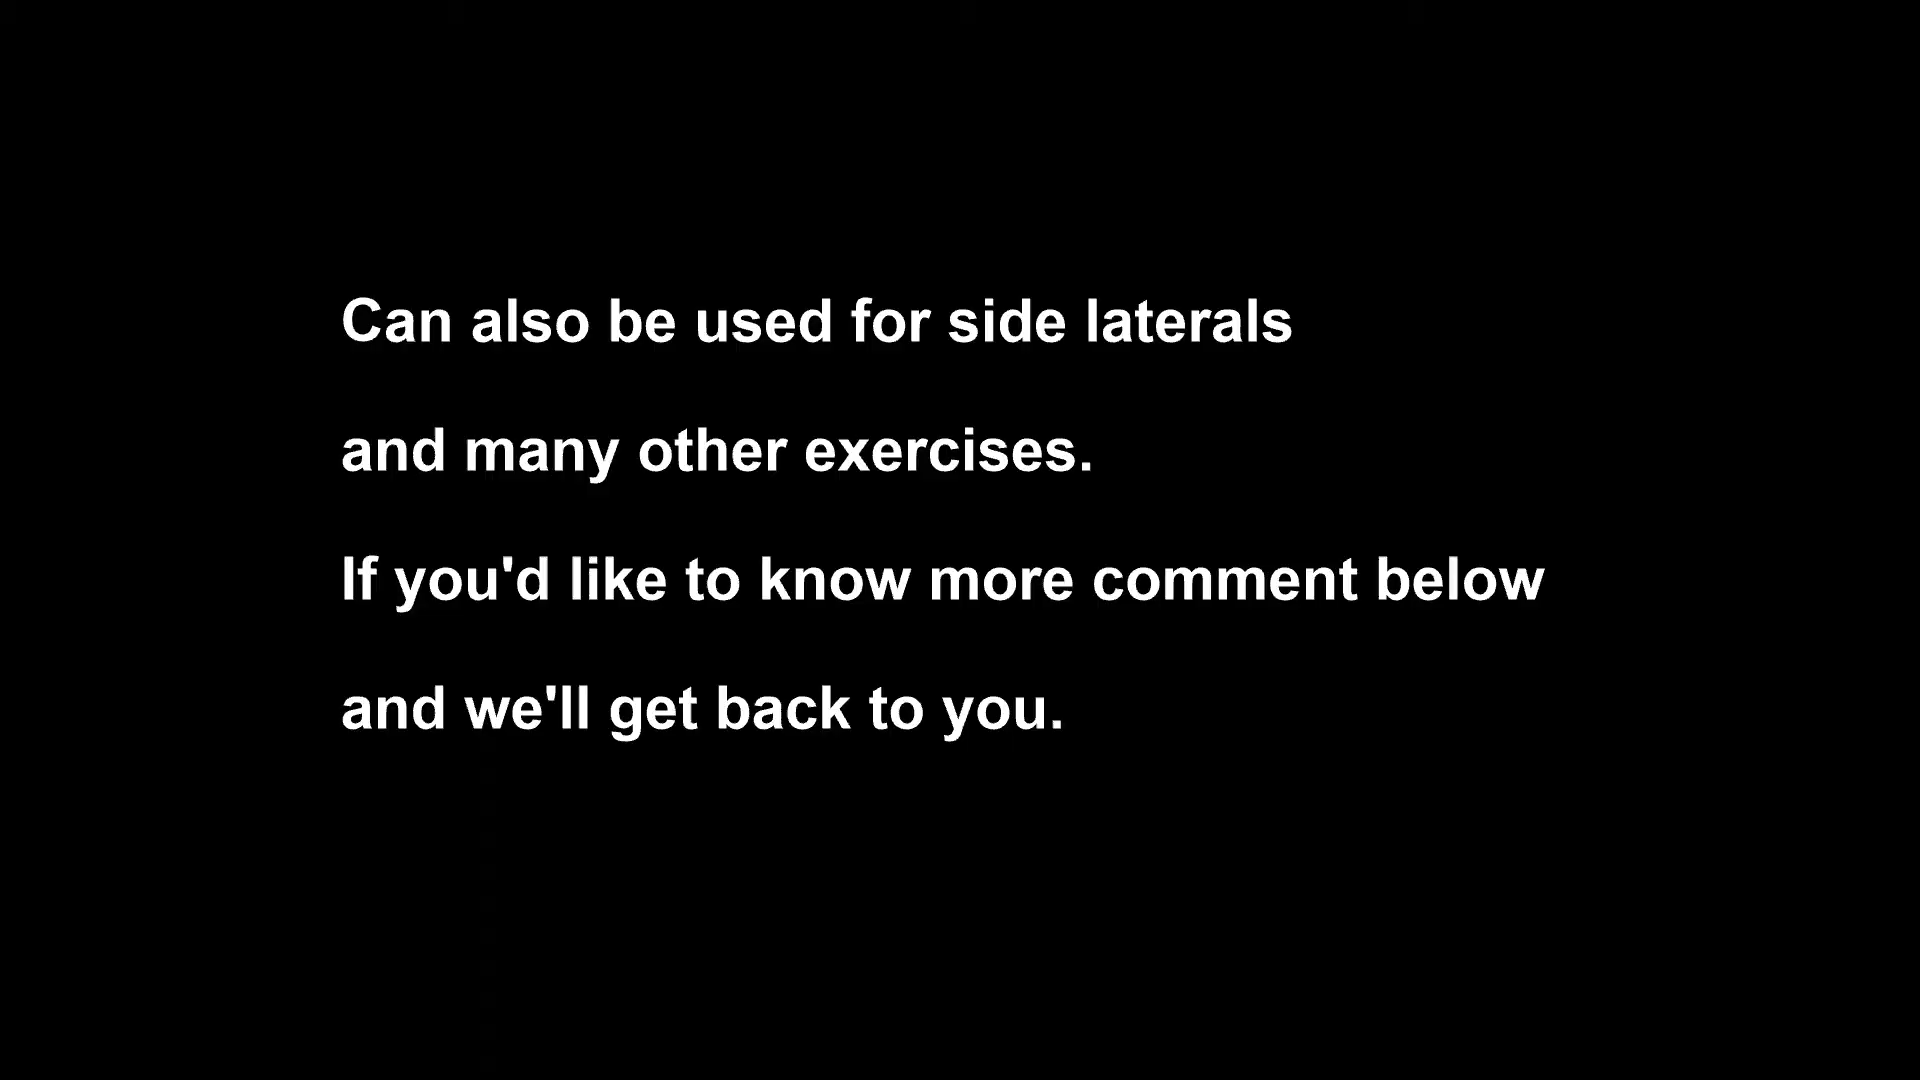 Can also be used for side laterals
and many other exercises.
If you'd like to know more comment below
and we'll get back to you.